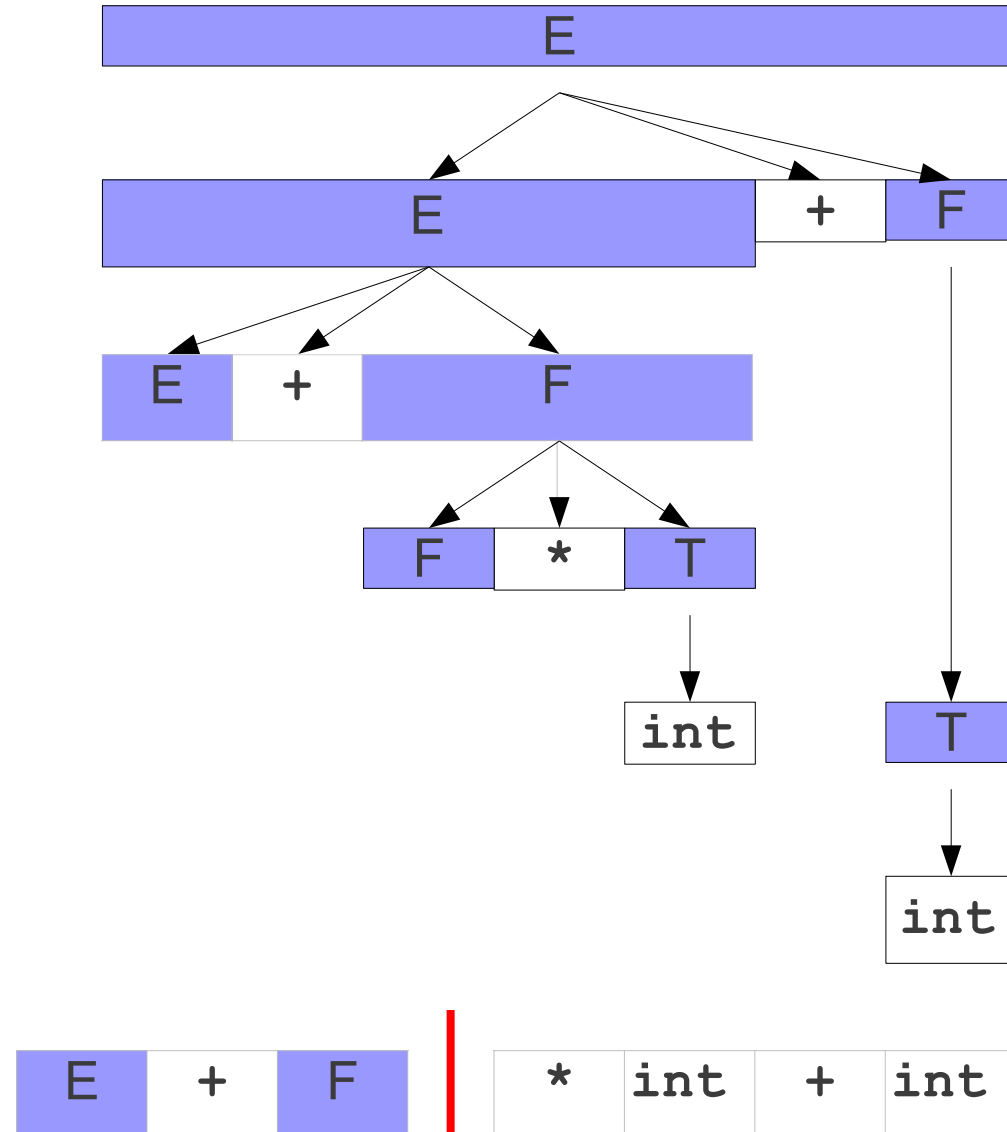 E
E + F
E + F
F * T
int T
int
E + F * int + int